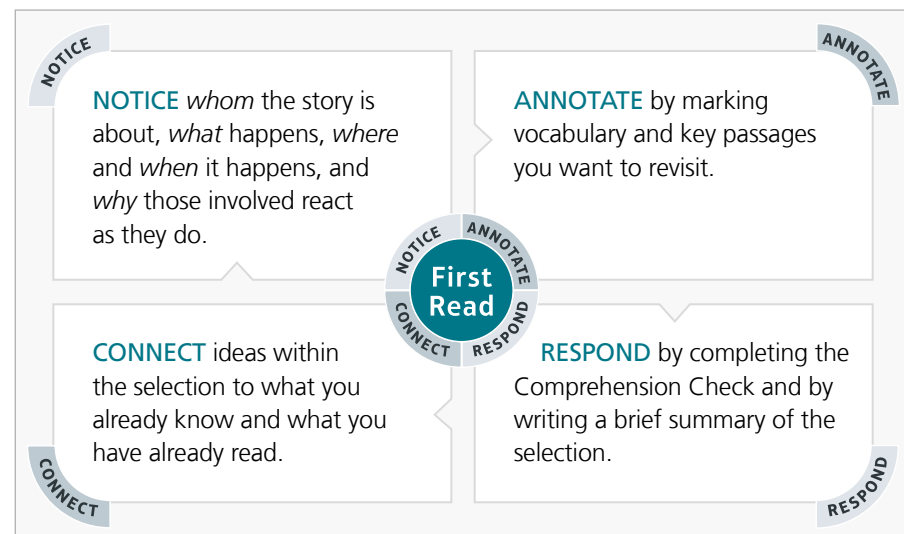 NOTICE
NOTICE whom the story is
about, what happens, where
and when it happens, and
why those involved react
as they do.
ANNOTATE
ANNOTATE by marking
vocabulary and key passages
you want to revisit.
NOTICE
ANNOTATE
First
Read
CONNECT
RESPOND
CONNECT ideas within
the selection to what you
already know and what you
have already read.
CONNECT
RESPOND by completing the
Comprehension Check and by
writing a brief summary of the
selection.
RESPOND